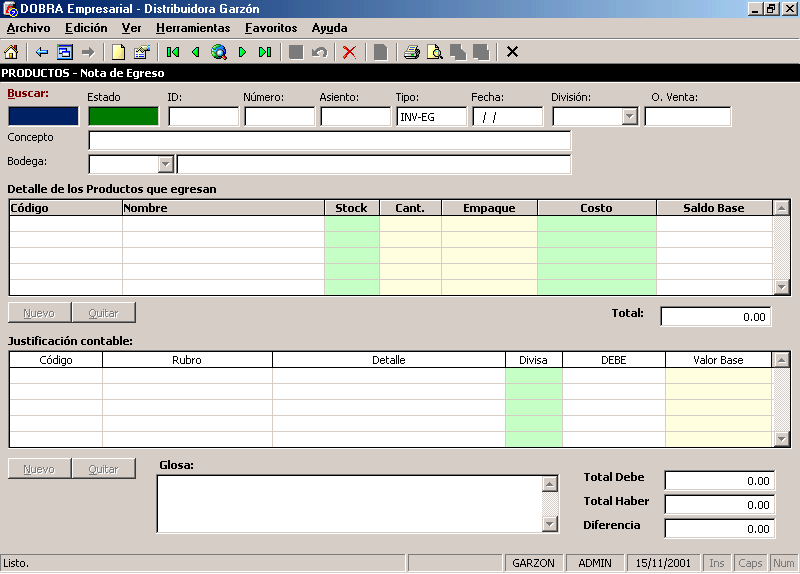 DOBRA Empresarial - Distribuidora Garzón
Archivo Edición Ver Herramientas Favoritos Ayuda
PRODUCTOS - Nota de Egreso
Buscar: Estado ID: Número: Asiento: Tipo: Fecha: División: O. Venta:
INV-EG / /
Concepto
Bodega:
Detalle de los Productos que egresan
Código Nombre Stock Cant. Empaque Costo Saldo Base
Nuevo Quitar Total: 0.00
Justificación contable:
Código Rubro Detalle Divisa DEBE Valor Base
Nuevo Quitar Glosa:
Total Debe 0.00
Total Haber 0.00
Diferencia 0.00
Listo. GARZON ADMIN 15/11/2001 Ins Caps Num